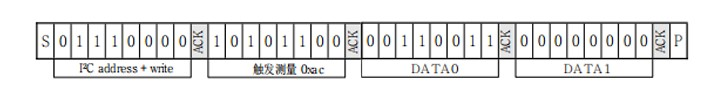 S 0 1 1 1 0 0 0 0 ACK 1 0 1 0 1 1 0 0 ACK 0 0 1 1 0 0 1 1 ACK 0 0 0 0 0 0 0 0 ACK P
I²C address + write 触发测量 0xac DATA0 DATA1